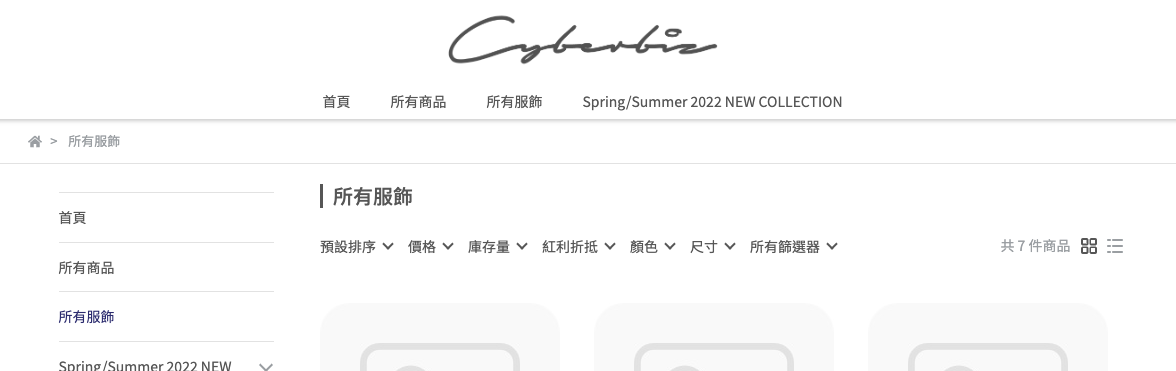 Cyberbiz
首頁 所有商品 所有服飾 Spring/Summer 2022 NEW COLLECTION
> 所有服飾
首頁
所有商品
所有服飾
Spring/Summer 2022 NEW
所有服飾
預設排序 價格 庫存量 紅利折抵 顏色 尺寸 所有篩選器 共 7 件商品